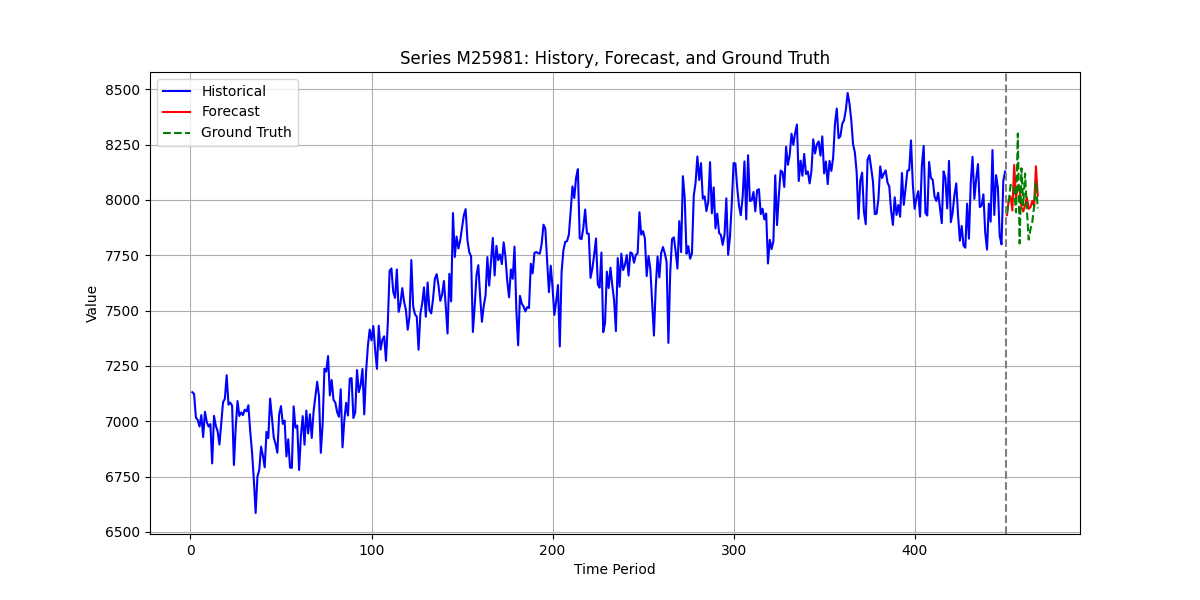 Series M25981: History, Forecast, and Ground Truth
Historical
Forecast
Ground Truth
8500
8250
8000
7750
7500
7250
7000
6750
6500
Value
0 100 200 300 400
Time Period